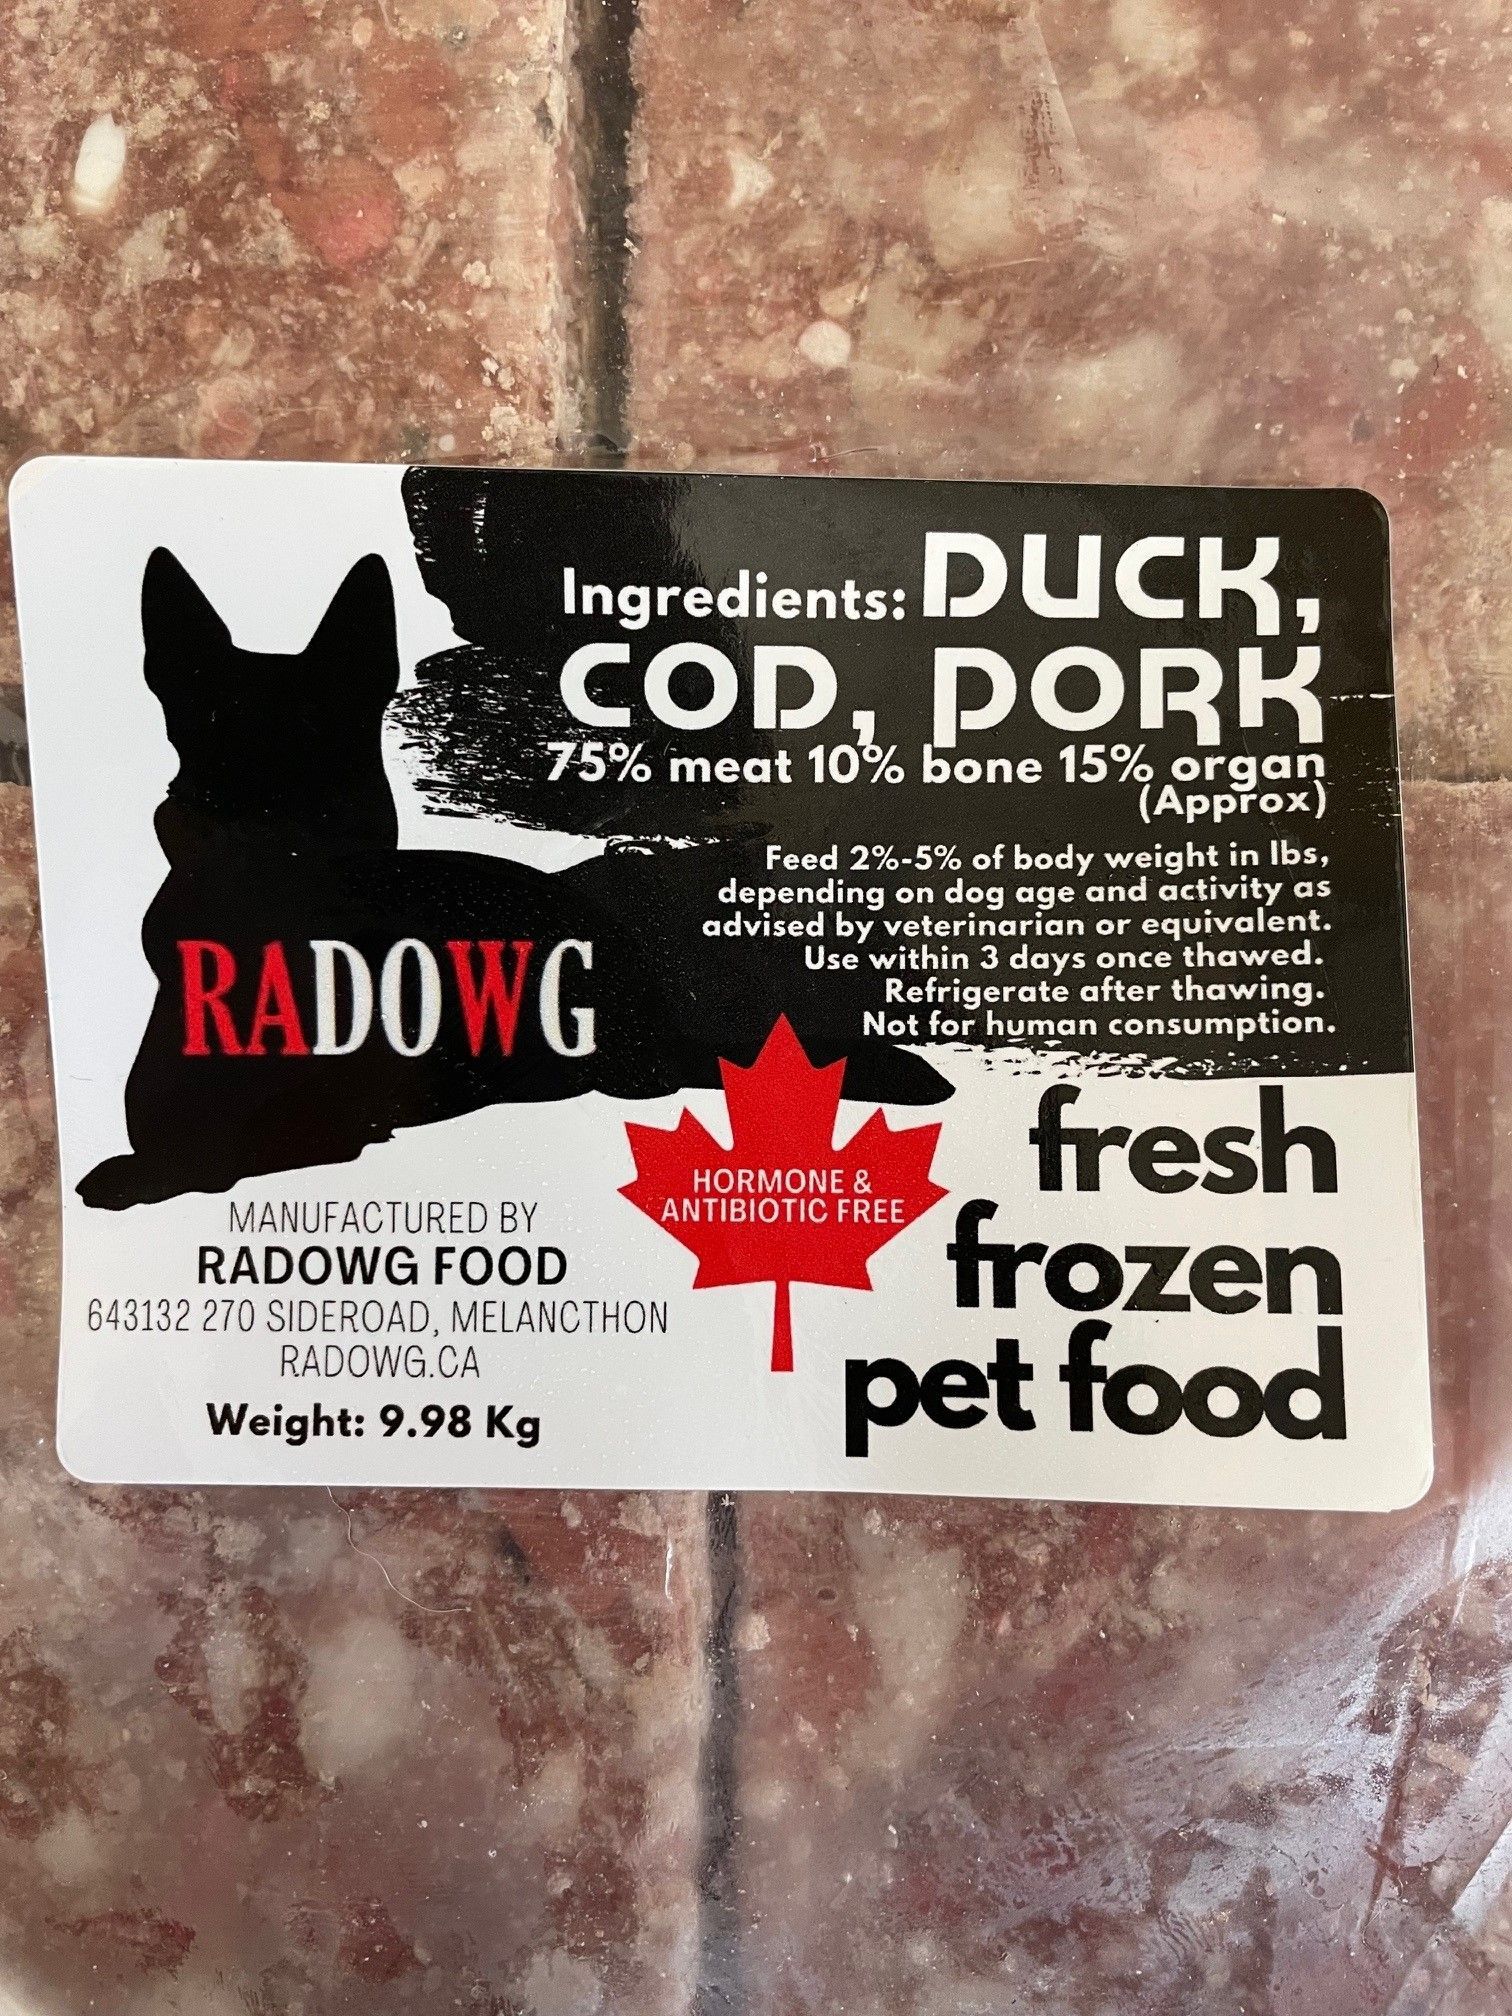 Ingredients: DUCK,
COD, PORK
75% meat 10% bone 15% organ
(Approx)
Feed 2%-5% of body weight in lbs,
depending on dog age and activity as
advised by veterinarian or equivalent.
Use within 3 days once thawed.
Refrigerate after thawing.
Not for human consumption.
RADOWG
HORMONE &
ANTIBIOTIC FREE
MANUFACTURED BY
RADOWG FOOD
643132 270 SIDEROAD, MELANCTHON
RADOWG.CA
Weight: 9.98 Kg
fresh
frozen
pet food